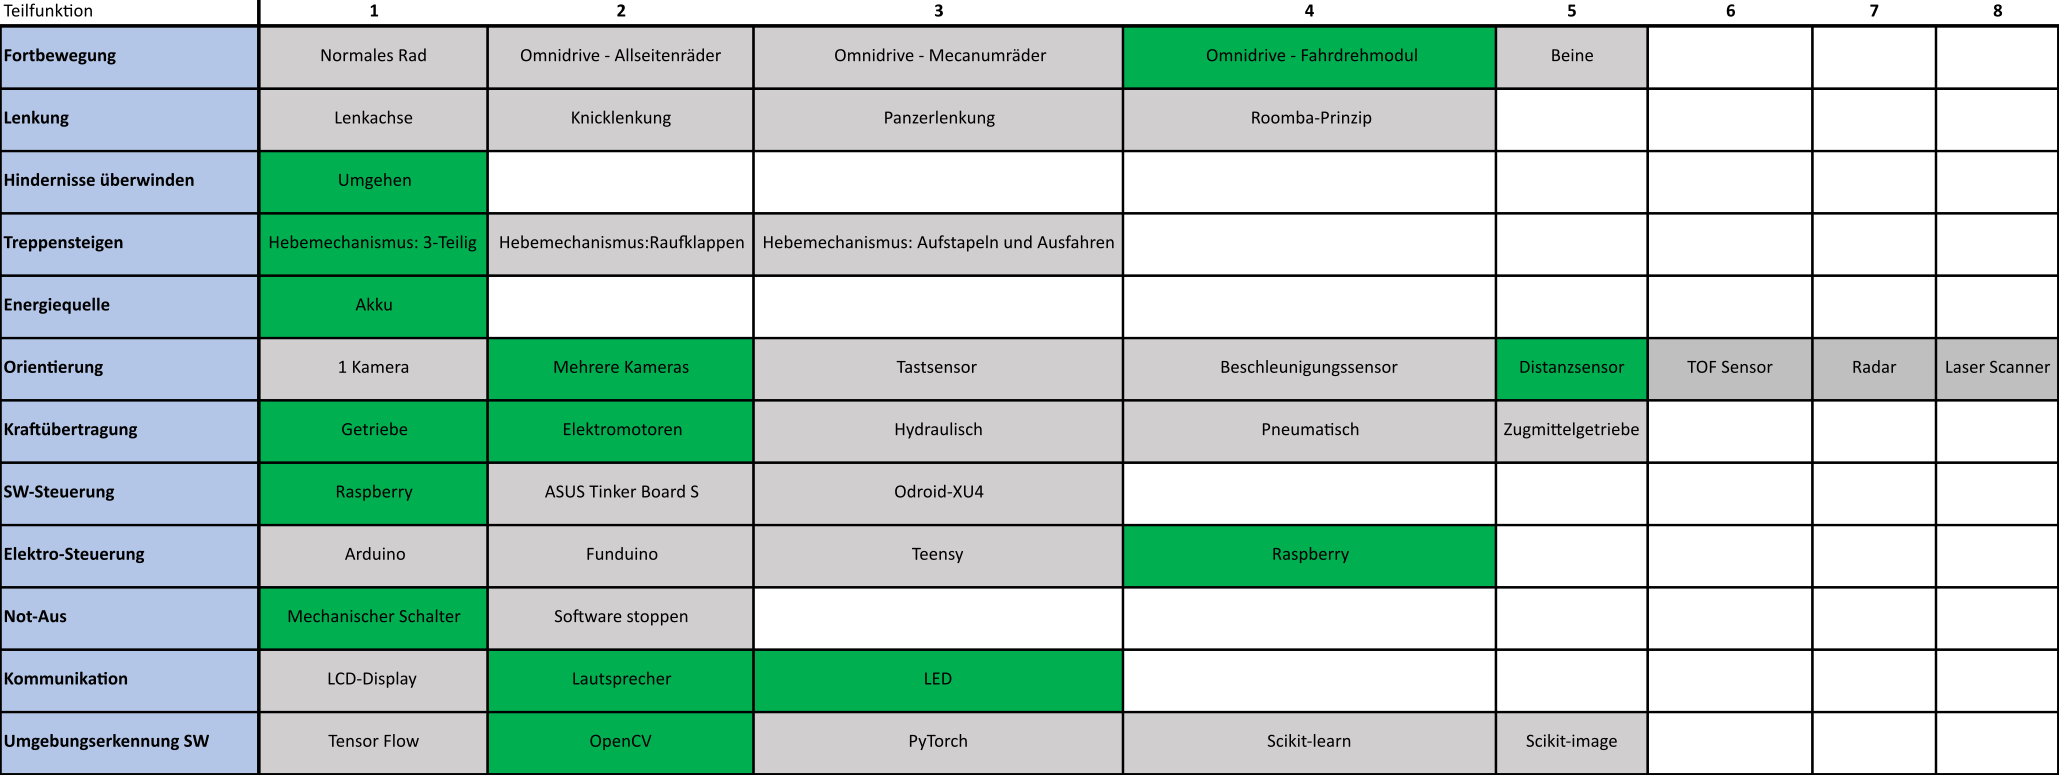 Teilfunktion 1 2 3 4 5 6 7 8
Fortbewegung Normales Rad Omnidrive - Allseitenräder Omnidrive - Mecanumräder Omnidrive - Fahrdrehmodul Beine
Lenkung Lenkachse Knicklenkung Panzerlenkung Roomba-Prinzip
Hindernisse überwinden Umgehen
Treppensteigen Hebemechanismus: 3-Teilig Hebemechanismus:Raufklappen Hebemechanismus: Aufstapeln und Ausfahren
Energiequelle Akku
Orientierung 1 Kamera Mehrere Kameras Tastsensor Beschleunigungssensor Distanzsensor TOF Sensor Radar Laser Scanner
Kraftübertragung Getriebe Elektromotoren Hydraulisch Pneumatisch Zugmittelgetriebe
SW-Steuerung Raspberry ASUS Tinker Board S Odroid-XU4
Elektro-Steuerung Arduino Funduino Teensy Raspberry
Not-Aus Mechanischer Schalter Software stoppen
Kommunikation LCD-Display Lautsprecher LED
Umgebungserkennung SW Tensor Flow OpenCV PyTorch Scikit-learn Scikit-image